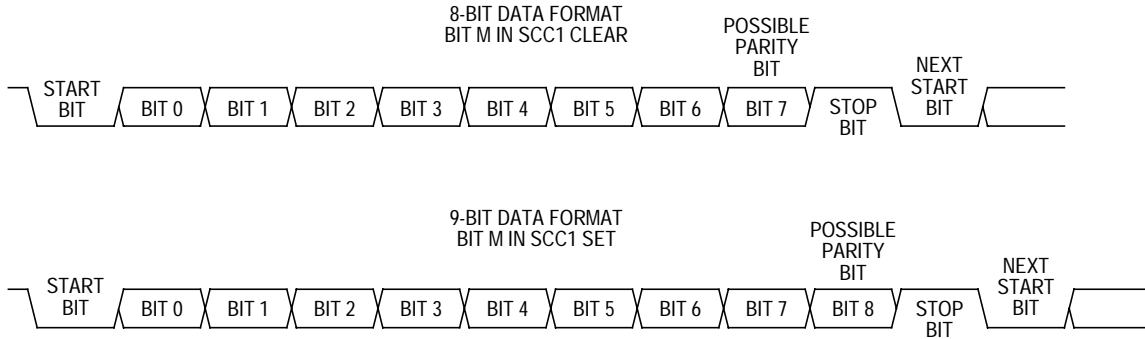 8-BIT DATA FORMAT
BIT M IN SCC1 CLEAR
POSSIBLE
PARITY
BIT
START
BIT
BIT 0
BIT 1
BIT 2
BIT 3
BIT 4
BIT 5
BIT 6
BIT 7
STOP
BIT
NEXT
START
BIT
9-BIT DATA FORMAT
BIT M IN SCC1 SET
POSSIBLE
PARITY
BIT
START
BIT
BIT 0
BIT 1
BIT 2
BIT 3
BIT 4
BIT 5
BIT 6
BIT 7
BIT 8
STOP
BIT
NEXT
START
BIT